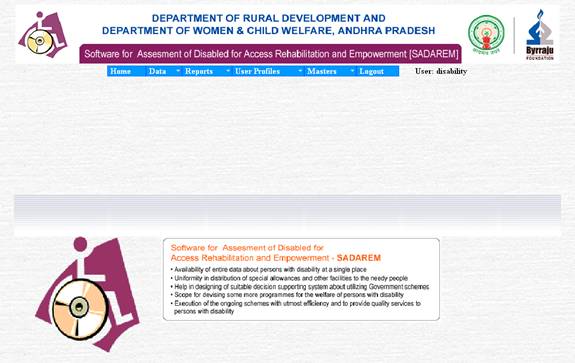 DEPARTMENT OF RURAL DEVELOPMENT AND
DEPARTMENT OF WOMEN & CHILD WELFARE, ANDHRA PRADESH
Software for Assesment of Disabled for Access Rehabilitation and Empowerment [SADAREM]
Byrraju
FOUNDATION
Home Data Reports User Profiles Masters Logout User: disability
Software for Assesment of Disabled for
Access Rehabilitation and Empowerment - SADAREM
• Availability of entire data about persons with disability at a single place
• Uniformity in distribution of special allowances and other facilities to the needy people
• Help in designing of suitable decision supporting system about utilizing Government schemes
• Scope for devising some more programmes for the welfare of persons with disability
• Execution of the ongoing schemes with utmost efficiency and to provide quality services to
persons with disability